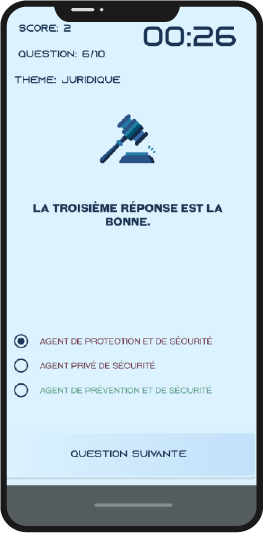 SCORE: 2
00:26
QUESTION: 6/10
THEME: JURIDIQUE
LA TROISIÈME RÉPONSE EST LA
BONNE.
AGENT DE PROTECTION ET DE SÉCURITÉ
AGENT PRIVÉ DE SÉCURITÉ
AGENT DE PRÉVENTION ET DE SÉCURITÉ
QUESTION SUIVANTE